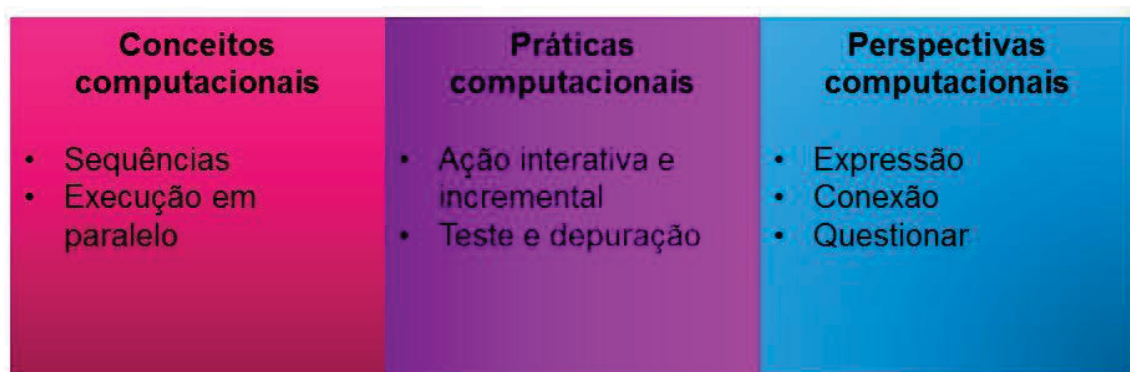 Conceitos
computacionais
• Sequências
• Execução em
paralelo
Práticas
computacionais
• Ação interativa e
incremental
• Teste e depuração
Perspectivas
computacionais
• Expressão
• Conexão
• Questionar